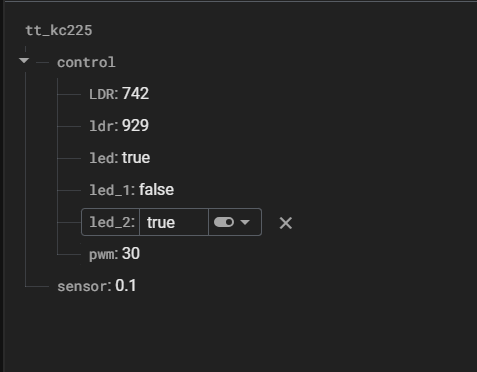 tt_kc225
control
LDR: 742
ldr: 929
led: true
led_1: false
led_2: true
pwm: 30
sensor: 0.1